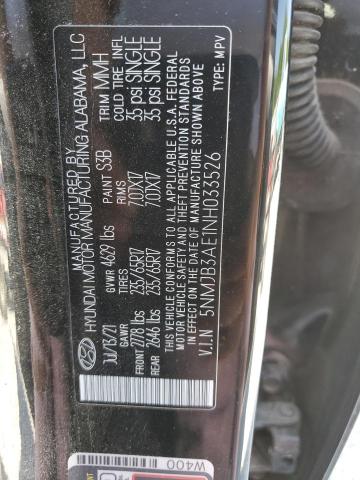 MANUFACTURED BY
HYUNDAI MOTOR MANUFACTURING ALABAMA, LLC
11/13/21 GVWR 4629 lbs PAINT S3B TRIM MMH
GAWR TIRES RIMS COLD TIRE INFL
FRONT 2778 lbs 235/65R17 7.0JX17 35 psi SINGLE
REAR 2646 lbs 235/65R17 7.0JX17 35 psi SINGLE
THIS VEHICLE CONFORMS TO ALL APPLICABLE U.S.A. FEDERAL
MOTOR VEHICLE SAFETY, BUMPER AND THEFT PREVENTION STANDARDS
IN EFFECT ON THE DATE OF MANUFACTURE SHOWN ABOVE
V.I.N 5NMJB3AE1NH033526 TYPE: MPV
W400